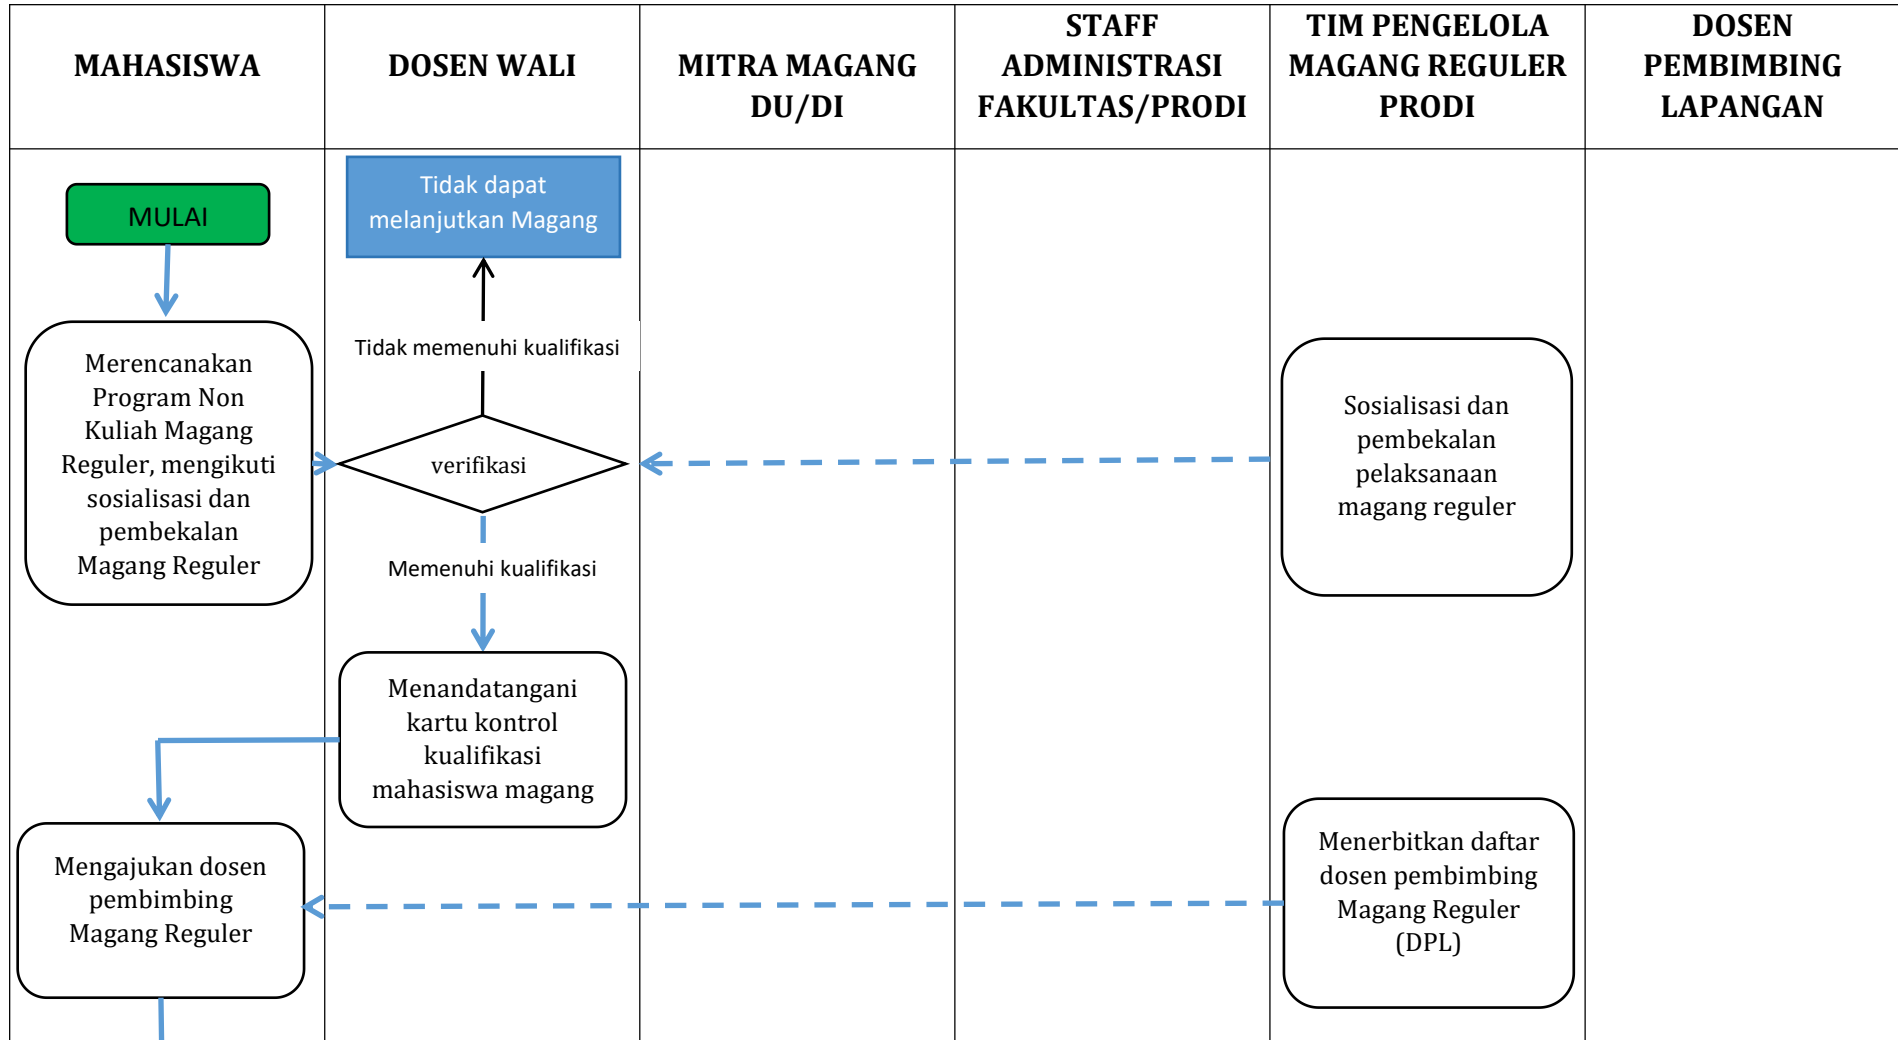 MAHASISWA
DOSEN WALI
MITRA MAGANG
DU/DI
STAFF
ADMINISTRASI
FAKULTAS/PRODI
TIM PENGELOLA
MAGANG REGULER
PRODI
DOSEN
PEMBIMBING
LAPANGAN
MULAI
Tidak dapat
melanjutkan Magang
Tidak memenuhi kualifikasi
Merencanakan
Program Non
Kuliah Magang
Reguler, mengikuti
sosialisasi dan
pembekalan
Magang Reguler
verifikasi
Sosialisasi dan
pembekalan
pelaksanaan
magang reguler
Memenuhi kualifikasi
Menandatangani
kartu kontrol
kualifikasi
mahasiswa magang
Mengajukan dosen
pembimbing
Magang Reguler
Menerbitkan daftar
dosen pembimbing
Magang Reguler
(DPL)